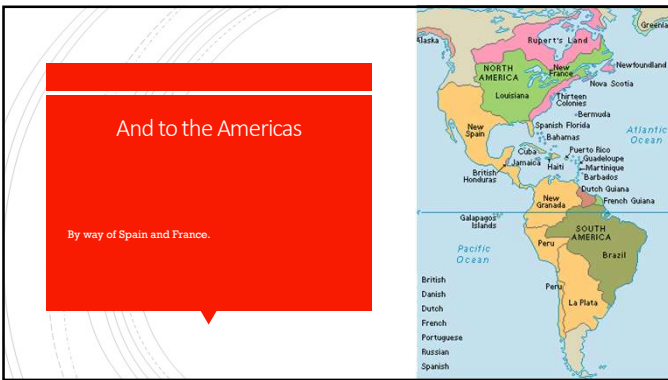 And to the Americas
By way of Spain and France.
Greenla
Alaska
Rupert's Land
NORTH
AMERICA
New
France
Newfoundland
Nova Scotia
Louisiana
Thirteen
Colonies
Bermuda
New
Spain
Spanish Florida
Bahamas
Atlantic
Ocean
Cuba
Puerto Rico
Jamaica
Haiti
Guadeloupe
Martinique
Barbados
British
Honduras
Dutch Guiana
New
Granada
French Guiana
Galapagos
Islands
SOUTH
AMERICA
Peru
Brazil
Pacific
Ocean
Peru
La Plata
British
Danish
Dutch
French
Portuguese
Russian
Spanish